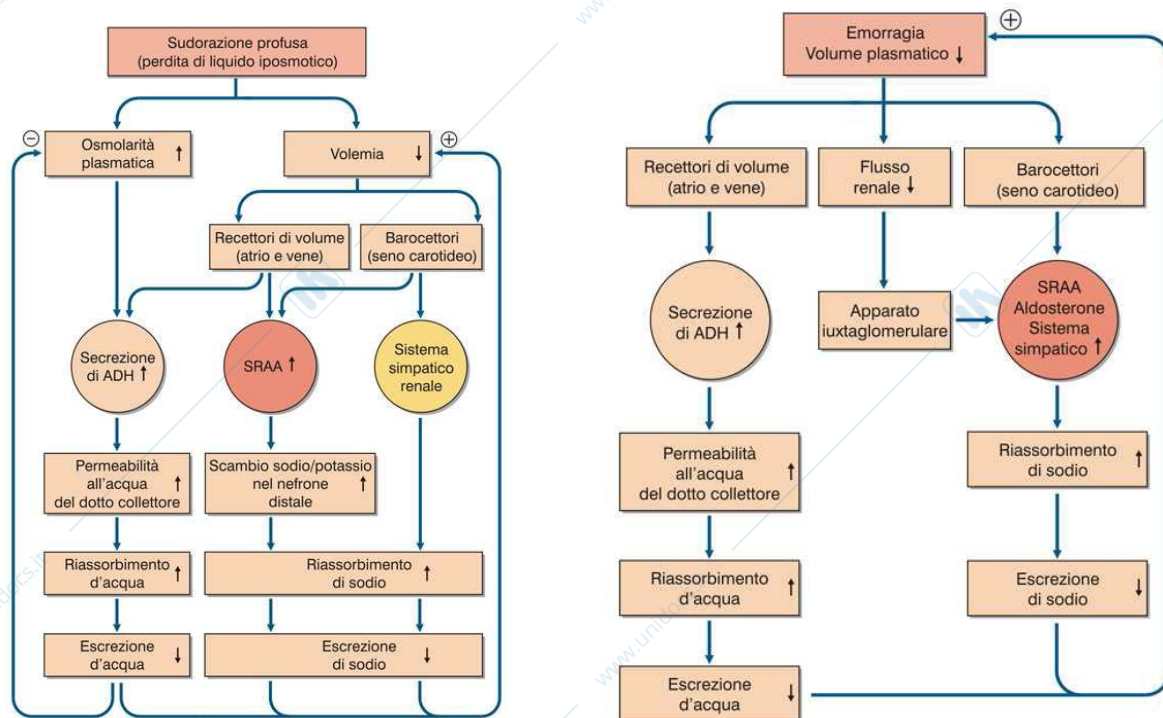 Sudorazione profusa
(perdita di liquido iposmotico)
−
Osmolarità
plasmatica ↑
+
Volemia ↓
Recettori di volume
(atrio e vene)
Barocettori
(seno carotideo)
Secrezione
di ADH ↑
SRAA ↑
Sistema
simpatico
renale
Permeabilità
all'acqua ↑
del dotto collettore
Scambio sodio/potassio
nel nefrone ↑
distale
Riassorbimento
d'acqua ↑
Riassorbimento
di sodio ↑
Escrezione
d'acqua ↓
Escrezione
di sodio ↓
Emorragia
Volume plasmatico ↓
+
Recettori di volume
(atrio e vene)
Flusso
renale ↓
Barocettori
(seno carotideo)
Secrezione
di ADH ↑
Apparato
iuxtaglomerulare
SRAA
Aldosterone
Sistema
simpatico ↑
Permeabilità
all'acqua ↑
del dotto collettore
Riassorbimento
di sodio ↑
Riassorbimento
d'acqua ↑
Escrezione
di sodio ↓
Escrezione
d'acqua ↓